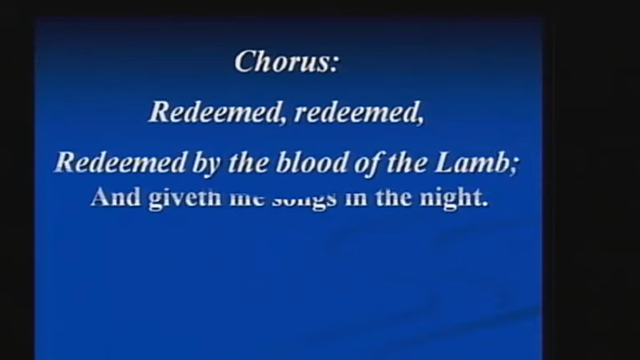 Chorus:
Redeemed, redeemed,
Redeemed by the blood of the Lamb;
And giveth me songs in the night.